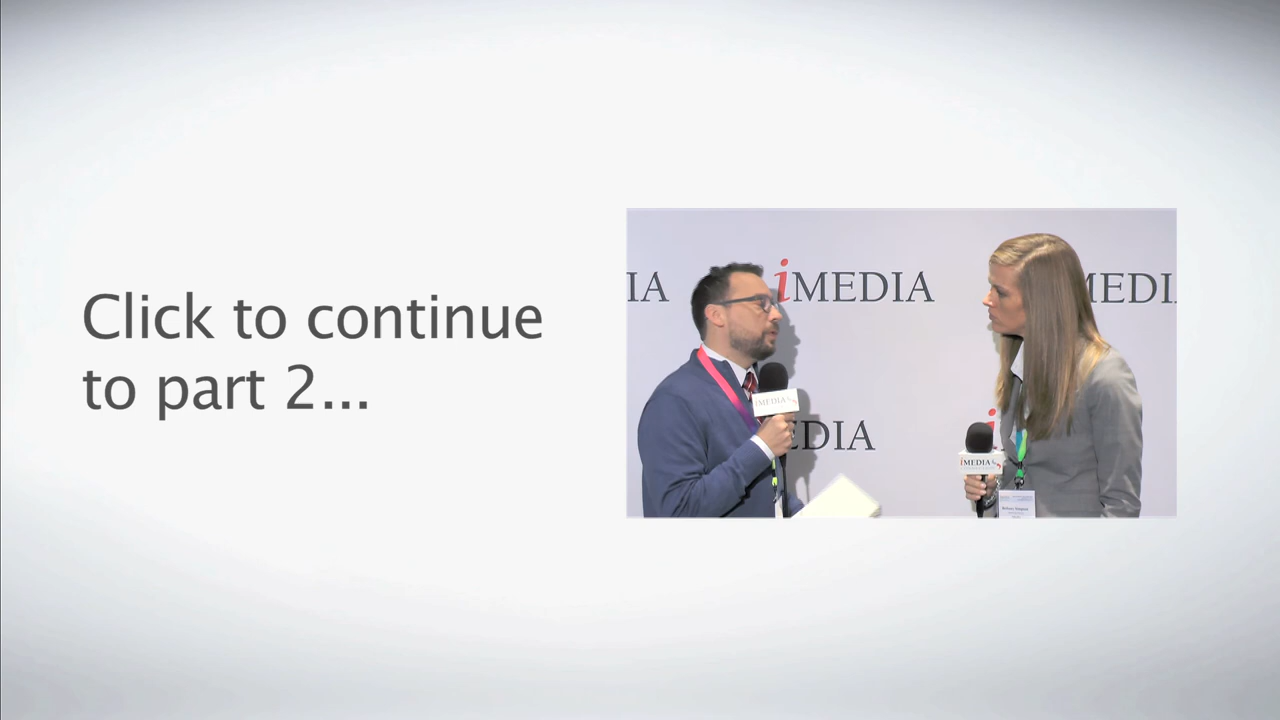 Click to continue
to part 2...
IA
iMEDIA
MEDIA
EDIA
i
iMEDIA
iMEDIA